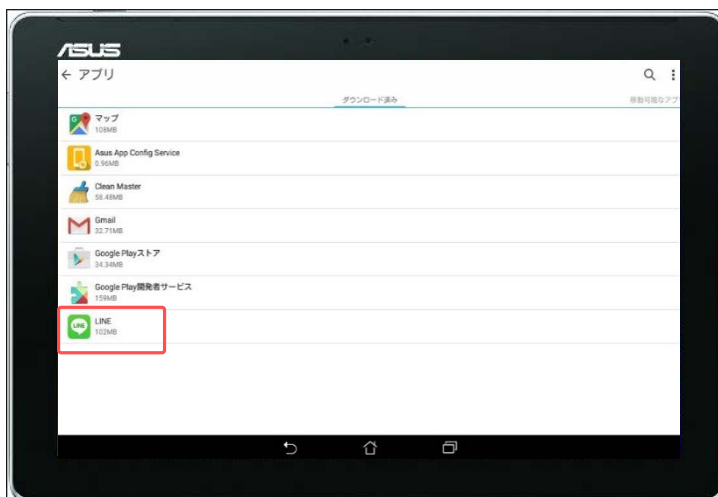 ASUS
← アプリ
ダウンロード済み
移動可能なアプ
マップ
108MB
Asus App Config Service
0.96MB
Clean Master
58.48MB
Gmail
32.71MB
Google Playストア
34.34MB
Google Play開発者サービス
159MB
LINE
LINE
102MB